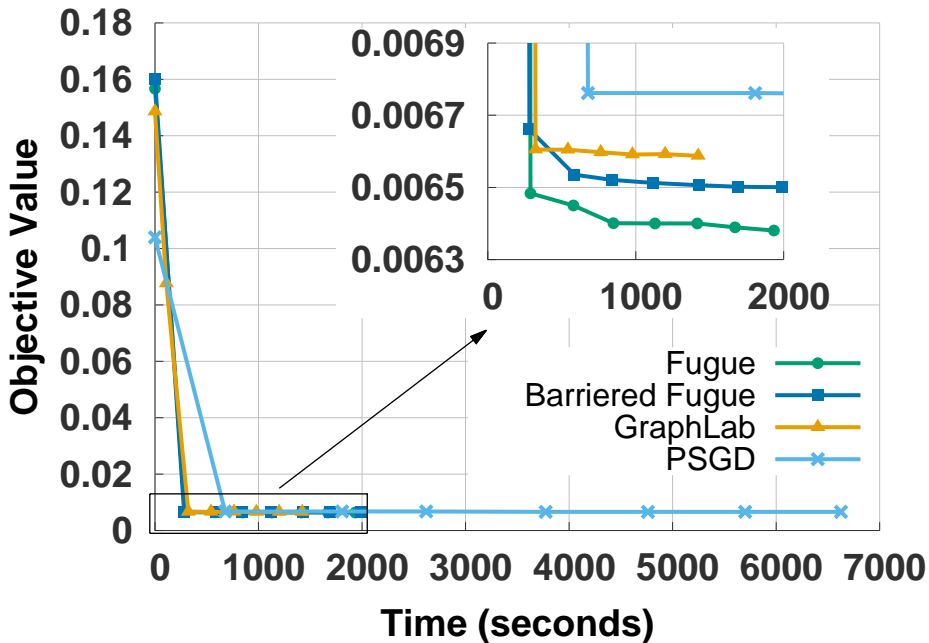 0.18
0.16
0.14
0.12
0.1
0.08
0.06
0.04
0.02
0
Objective Value
0 1000 2000 3000 4000 5000 6000 7000
Time (seconds)
0.0069
0.0067
0.0065
0.0063
0 1000 2000
Fugue
Barriered Fugue
GraphLab
PSGD